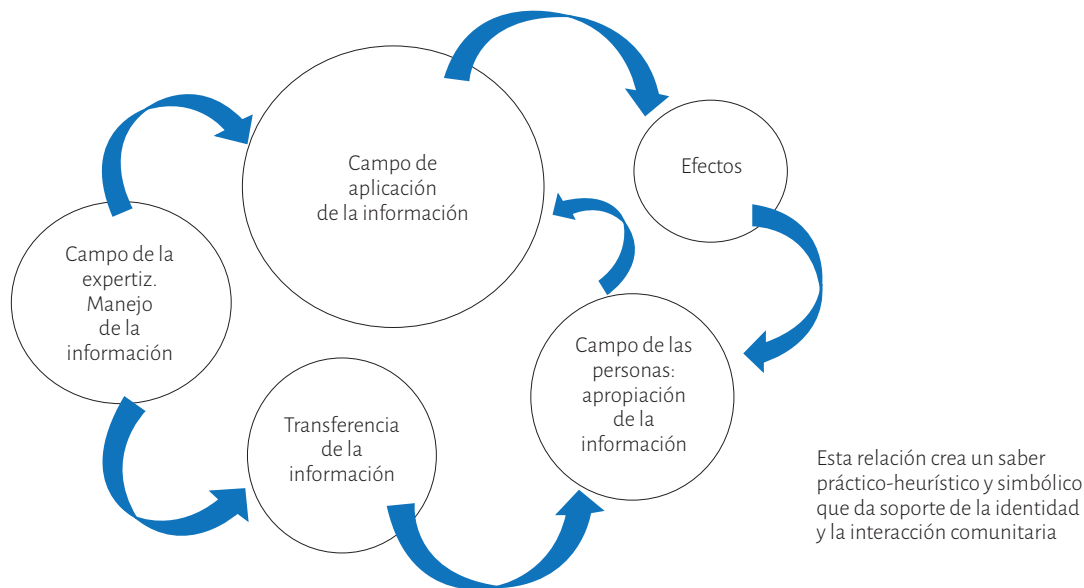 Campo de
aplicación
de la información
Efectos
Campo de la
expertiz.
Manejo
de la
información
Campo de las
personas:
apropiación
de la
información
Transferencia
de la
información
Esta relación crea un saber
práctico-heurístico y simbólico
que da soporte de la identidad
y la interacción comunitaria